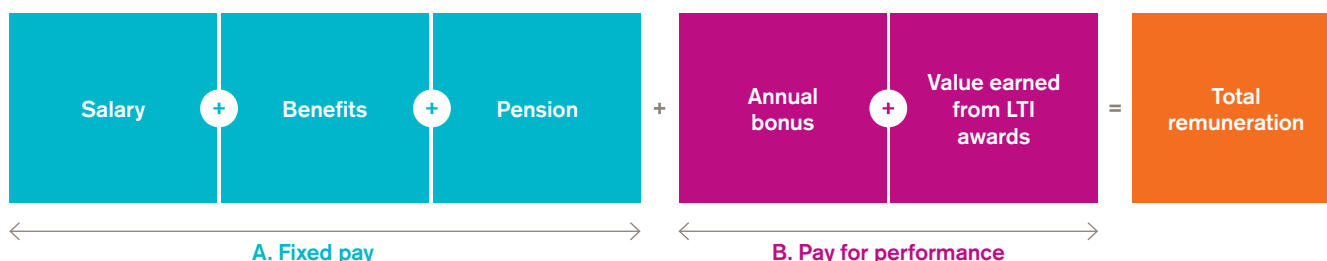 Salary + Benefits + Pension + Annual bonus + Value earned from LTI awards = Total remuneration
A. Fixed pay
B. Pay for performance